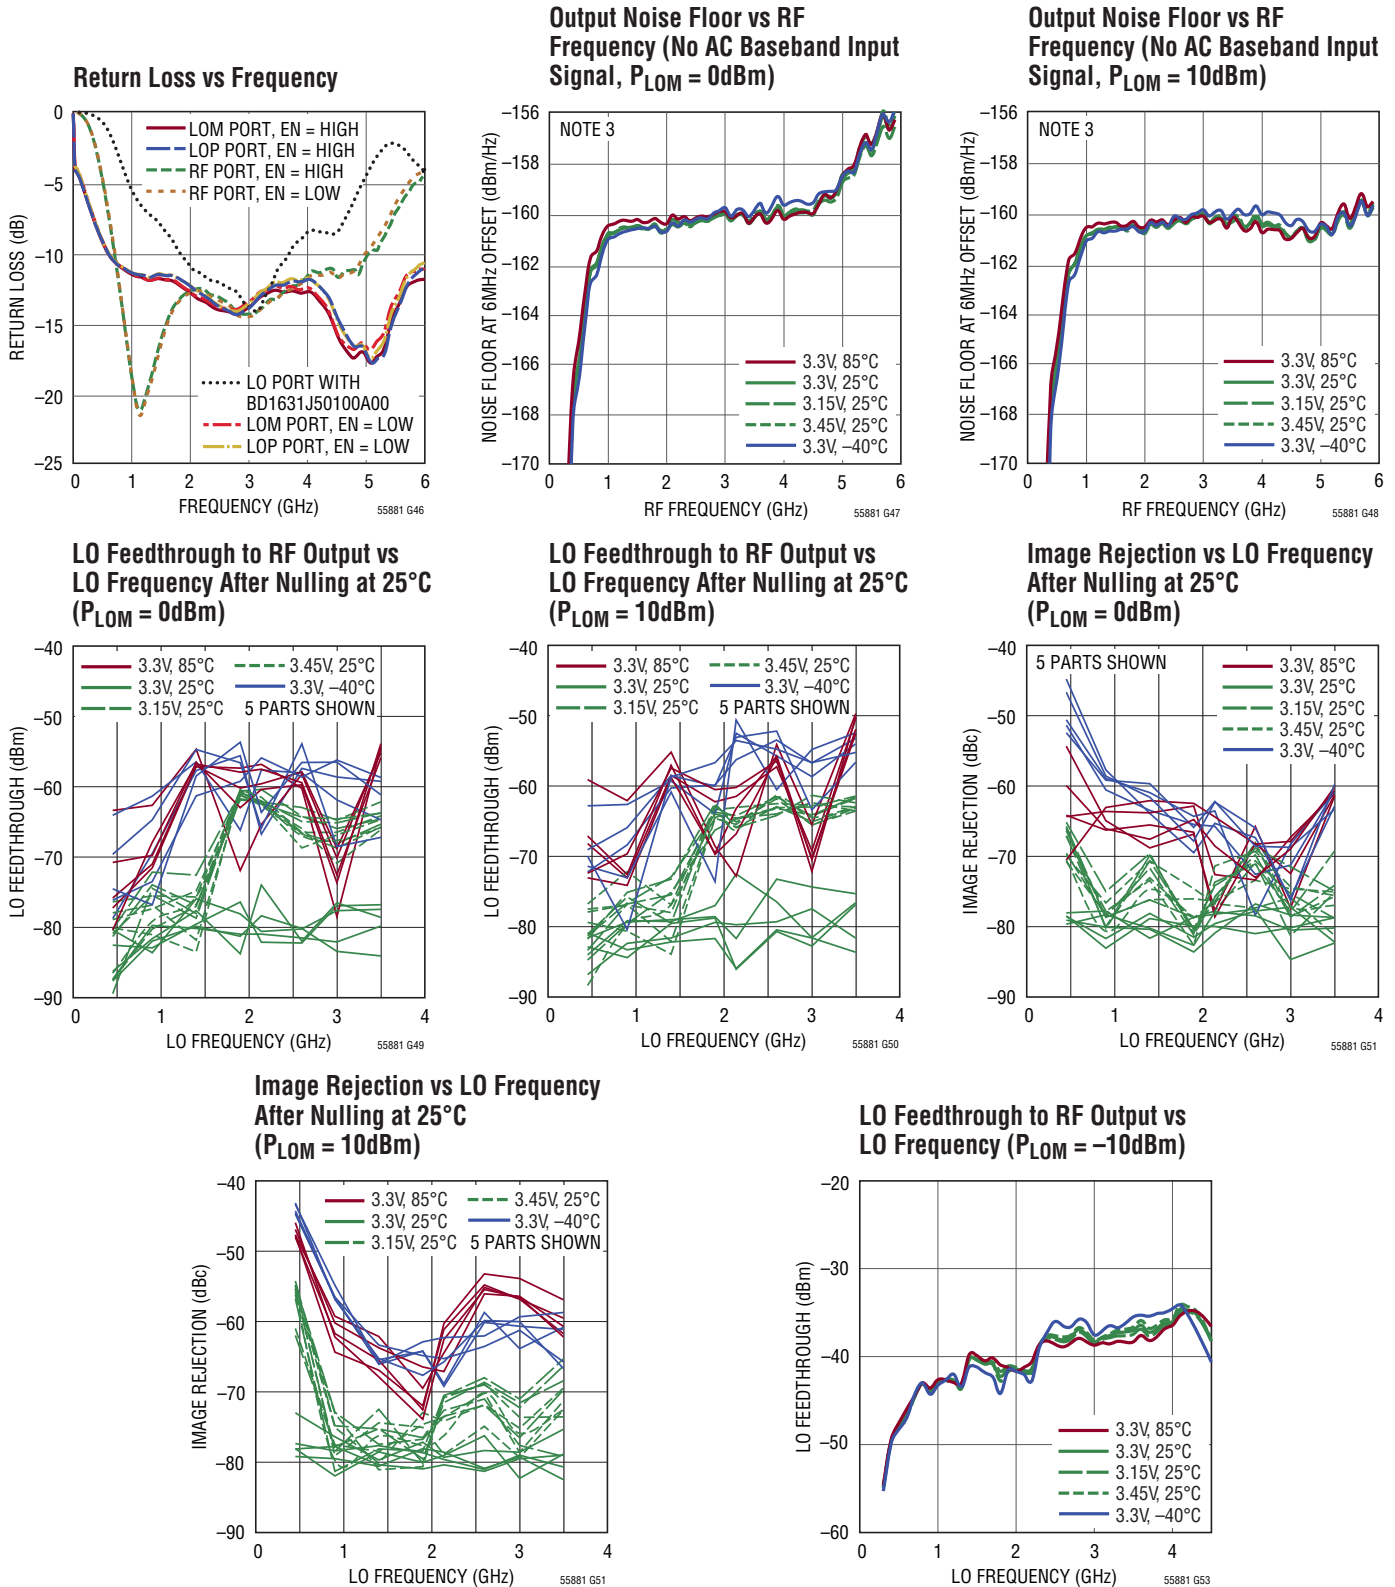 Return Loss vs Frequency
0
−5
−10
−15
−20
−25
RETURN LOSS (dB)
LOM PORT, EN = HIGH
LOP PORT, EN = HIGH
RF PORT, EN = HIGH
RF PORT, EN = LOW
LO PORT WITH
BD1631J50100A00
LOM PORT, EN = LOW
LOP PORT, EN = LOW
0 1 2 3 4 5 6
FREQUENCY (GHz)
55881 G46
Output Noise Floor vs RF
Frequency (No AC Baseband Input
Signal, PLOM = 0dBm)
−156
−158
−160
−162
−164
−166
−168
−170
NOISE FLOOR AT 6MHz OFFSET (dBm/Hz)
NOTE 3
3.3V, 85°C
3.3V, 25°C
3.15V, 25°C
3.45V, 25°C
3.3V, −40°C
0 1 2 3 4 5 6
RF FREQUENCY (GHz)
55881 G47
Output Noise Floor vs RF
Frequency (No AC Baseband Input
Signal, PLOM = 10dBm)
−156
−158
−160
−162
−164
−166
−168
−170
NOISE FLOOR AT 6MHz OFFSET (dBm/Hz)
NOTE 3
3.3V, 85°C
3.3V, 25°C
3.15V, 25°C
3.45V, 25°C
3.3V, −40°C
0 1 2 3 4 5 6
RF FREQUENCY (GHz)
55881 G48
LO Feedthrough to RF Output vs
LO Frequency After Nulling at 25°C
(PLOM = 0dBm)
−40
−50
−60
−70
−80
−90
LO FEEDTHROUGH (dBm)
3.3V, 85°C 3.45V, 25°C
3.3V, 25°C 3.3V, −40°C
3.15V, 25°C 5 PARTS SHOWN
0 1 2 3 4
LO FREQUENCY (GHz)
55881 G49
LO Feedthrough to RF Output vs
LO Frequency After Nulling at 25°C
(PLOM = 10dBm)
−40
−50
−60
−70
−80
−90
LO FEEDTHROUGH (dBm)
3.3V, 85°C 3.45V, 25°C
3.3V, 25°C 3.3V, −40°C
3.15V, 25°C 5 PARTS SHOWN
0 1 2 3 4
LO FREQUENCY (GHz)
55881 G50
Image Rejection vs LO Frequency
After Nulling at 25°C
(PLOM = 0dBm)
−40
−50
−60
−70
−80
−90
IMAGE REJECTION (dBc)
5 PARTS SHOWN
3.3V, 85°C
3.3V, 25°C
3.15V, 25°C
3.45V, 25°C
3.3V, −40°C
0 1 2 3 4
LO FREQUENCY (GHz)
55881 G51
Image Rejection vs LO Frequency
After Nulling at 25°C
(PLOM = 10dBm)
−40
−50
−60
−70
−80
−90
IMAGE REJECTION (dBc)
3.3V, 85°C 3.45V, 25°C
3.3V, 25°C 3.3V, −40°C
3.15V, 25°C 5 PARTS SHOWN
0 1 2 3 4
LO FREQUENCY (GHz)
55881 G51
LO Feedthrough to RF Output vs
LO Frequency (PLOM = −10dBm)
−20
−30
−40
−50
−60
LO FEEDTHROUGH (dBm)
3.3V, 85°C
3.3V, 25°C
3.15V, 25°C
3.45V, 25°C
3.3V, −40°C
0 1 2 3 4
LO FREQUENCY (GHz)
55881 G53